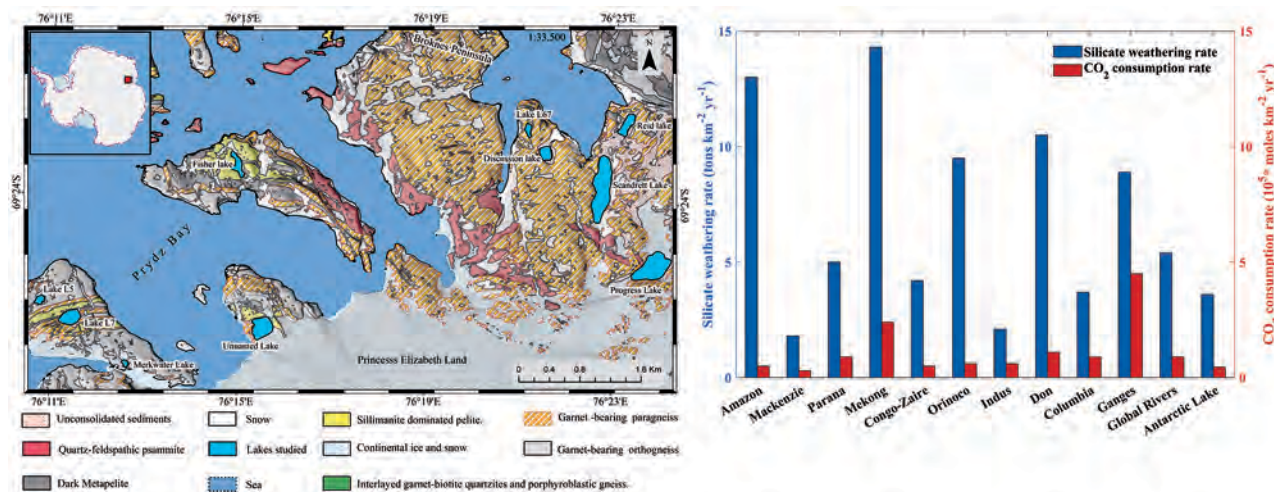 76°11'E 76°15'E 76°19'E 76°23'E
1:33.500
N
Broknes Peninsula
Lake L67
Reid lake
Discussion lake
Fisher lake
Scandrett Lake
69°24'S 69°24'S
Prydz Bay
Progress Lake
Lake L5
Lake L7
Unnamed Lake
Merkwater Lake
Princesss Elizabeth Land
0 0.4 0.8 1.6 Km
76°11'E 76°15'E 76°19'E 76°23'E
Unconsolidated sediments Snow Sillimanite dominated pelite. Garnet -bearing paragneiss
Quartz-feldspathic psammite Lakes studied Continental ice and snow Garnet-bearing orthogneiss
Dark Metapelite Sea Interlayed garnet-biotite quartzites and porphyroblastic gneiss.
Silicate weathering rate
CO₂ consumption rate
Silicate weathering rate (tons km⁻² yr⁻¹)
15
10
5
0
CO₂ consumption rate (10⁵* moles km⁻² yr⁻¹)
15
10
5
0
Amazon
Mackenzie
Parana
Mekong
Congo-Zaire
Orinoco
Indus
Don
Columbia
Ganges
Global Rivers
Antarctic Lake